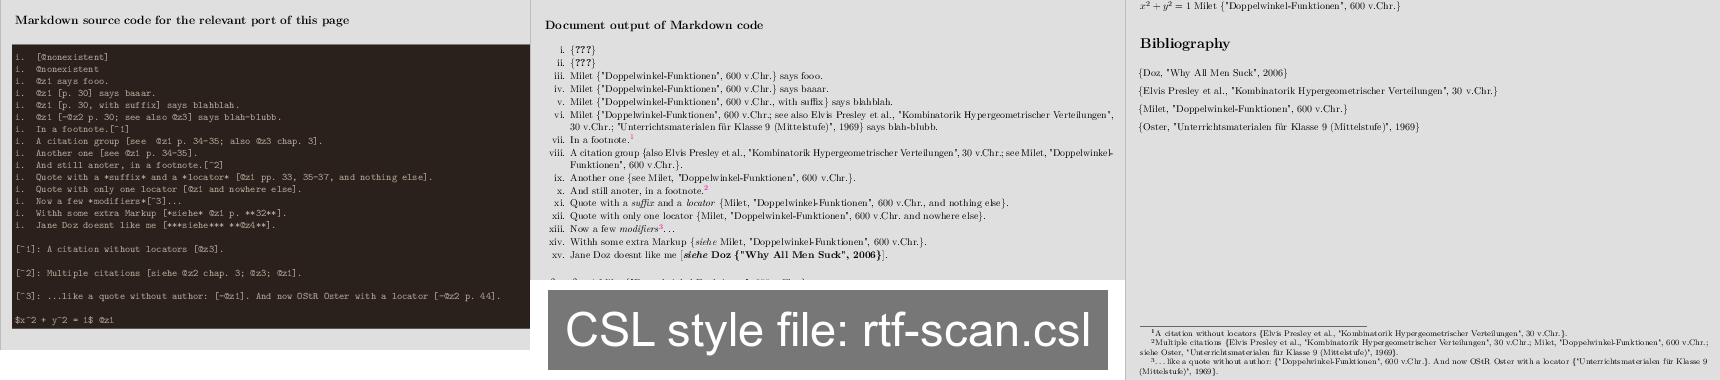 Markdown source code for the relevant port of this page
i. [@nonexistent]
i. @nonexistent
i. @z1 says fooo.
i. @z1 [p. 30] says baaar.
i. @z1 [p. 30, with suffix] says blahblah.
i. @z1 [-@z2 p. 30; see also @z3] says blah-blubb.
i. In a footnote.[^1]
i. A citation group [see @z1 p. 34-35; also @z3 chap. 3].
i. Another one [see @z1 p. 34-35].
i. And still anoter, in a footnote.[^2]
i. Quote with a *suffix* and a *locator* [@z1 pp. 33, 35-37, and nothing else].
i. Quote with only one locator [@z1 and nowhere else].
i. Now a few *modifiers*[^3]...
i. Withh some extra Markup [*siehe* @z1 p. **32**].
i. Jane Doz doesnt like me [***siehe*** **@z4**].
[^1]: A citation without locators [@z3].
[^2]: Multiple citations [siehe @z2 chap. 3; @z3; @z1].
[^3]: ...like a quote without author: [-@z1]. And now OStR Oster with a locator [-@z2 p. 44].
$x^2 + y^2 = 1$ @z1
Document output of Markdown code
i. {???}
ii. {???}
iii. Milet {"Doppelwinkel-Funktionen", 600 v.Chr.} says fooo.
iv. Milet {"Doppelwinkel-Funktionen", 600 v.Chr.} says baaar.
v. Milet {"Doppelwinkel-Funktionen", 600 v.Chr., with suffix} says blahblah.
vi. Milet {"Doppelwinkel-Funktionen", 600 v.Chr.; see also Elvis Presley et al., "Kombinatorik Hypergeometrischer Verteilungen",
30 v.Chr.; "Unterrichtsmaterialen für Klasse 9 (Mittelstufe)", 1969} says blah-blubb.
vii. In a footnote.1
viii. A citation group {also Elvis Presley et al., "Kombinatorik Hypergeometrischer Verteilungen", 30 v.Chr.; see Milet, "Doppelwinkel-
Funktionen", 600 v.Chr.}.
ix. Another one {see Milet, "Doppelwinkel-Funktionen", 600 v.Chr.}.
x. And still anoter, in a footnote.2
xi. Quote with a suffix and a locator {Milet, "Doppelwinkel-Funktionen", 600 v.Chr., and nothing else}.
xii. Quote with only one locator {Milet, "Doppelwinkel-Funktionen", 600 v.Chr. and nowhere else}.
xiii. Now a few modifiers3...
xiv. Withh some extra Markup {siehe Milet, "Doppelwinkel-Funktionen", 600 v.Chr.}.
xv. Jane Doz doesnt like me [siehe Doz {"Why All Men Suck", 2006}].
CSL style file: rtf-scan.csl
x2 + y2 = 1 Milet {"Doppelwinkel-Funktionen", 600 v.Chr.}
Bibliography
{Doz, "Why All Men Suck", 2006}
{Elvis Presley et al., "Kombinatorik Hypergeometrischer Verteilungen", 30 v.Chr.}
{Milet, "Doppelwinkel-Funktionen", 600 v.Chr.}
{Oster, "Unterrichtsmaterialen für Klasse 9 (Mittelstufe)", 1969}
1A citation without locators {Elvis Presley et al., "Kombinatorik Hypergeometrischer Verteilungen", 30 v.Chr.}.
2Multiple citations {Elvis Presley et al., "Kombinatorik Hypergeometrischer Verteilungen", 30 v.Chr.; Milet, "Doppelwinkel-Funktionen", 600 v.Chr.;
siehe Oster, "Unterrichtsmaterialen für Klasse 9 (Mittelstufe)", 1969}.
3...like a quote without author: {"Doppelwinkel-Funktionen", 600 v.Chr.}. And now OStR Oster with a locator {"Unterrichtsmaterialen für Klasse 9
(Mittelstufe)", 1969}.